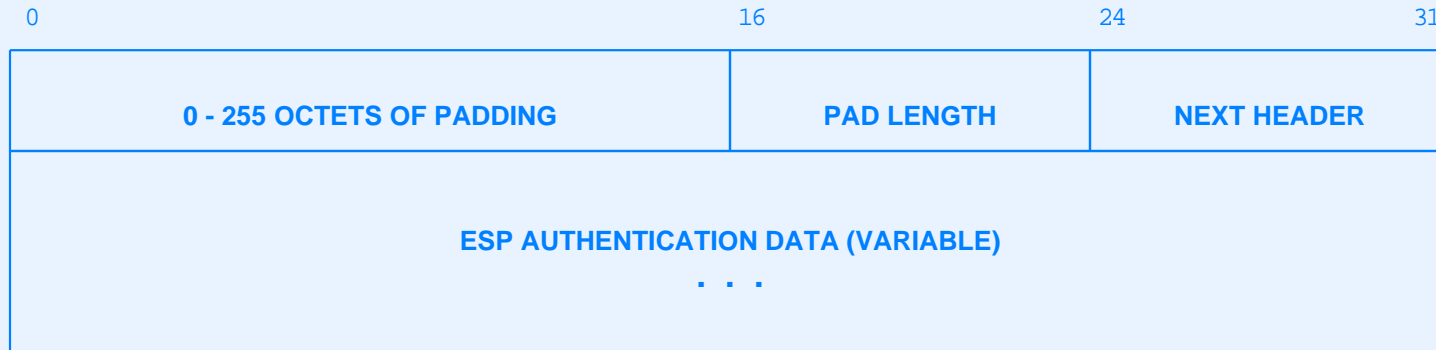 0 16 24 31
0 - 255 OCTETS OF PADDING PAD LENGTH NEXT HEADER
ESP AUTHENTICATION DATA (VARIABLE)
. . .